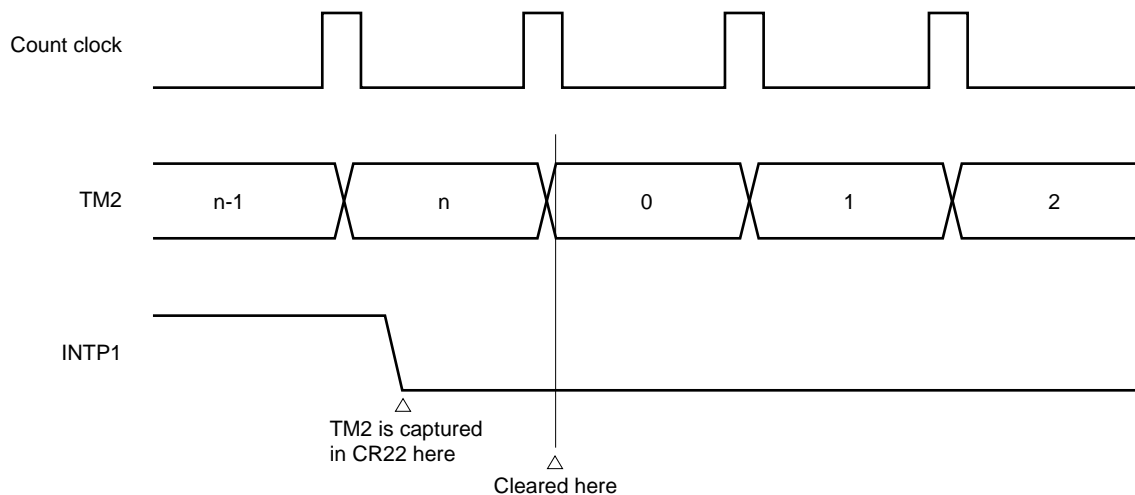 Count clock
TM2
n-1
n
0
1
2
INTP1
TM2 is captured
in CR22 here
Cleared here